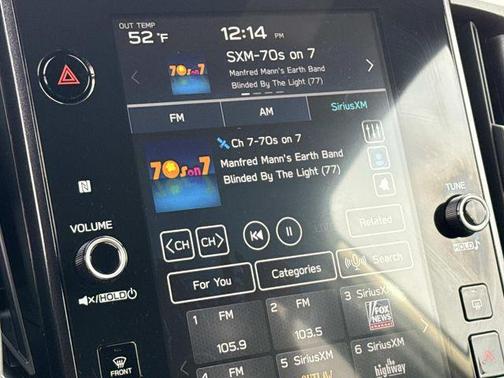 OUT TEMP
52 °F
12:14 PM
SXM-70s on 7
Manfred Mann's Earth Band
Blinded By The Light (77)
70s on 7
FM
AM
SiriusXM
Ch 7-70s on 7
Manfred Mann's Earth Band
Blinded By The Light (77)
70s on 7
VOLUME
TUNE
HOLD
<CH
CH>
Related
HOLD
For You
Categories
Search
1 FM
105.9
2 FM
103.5
3 SiriusXM
FOX
NEWS
4 FM
5 SiriusXM
6 SiriusXM
the
highway
FRONT